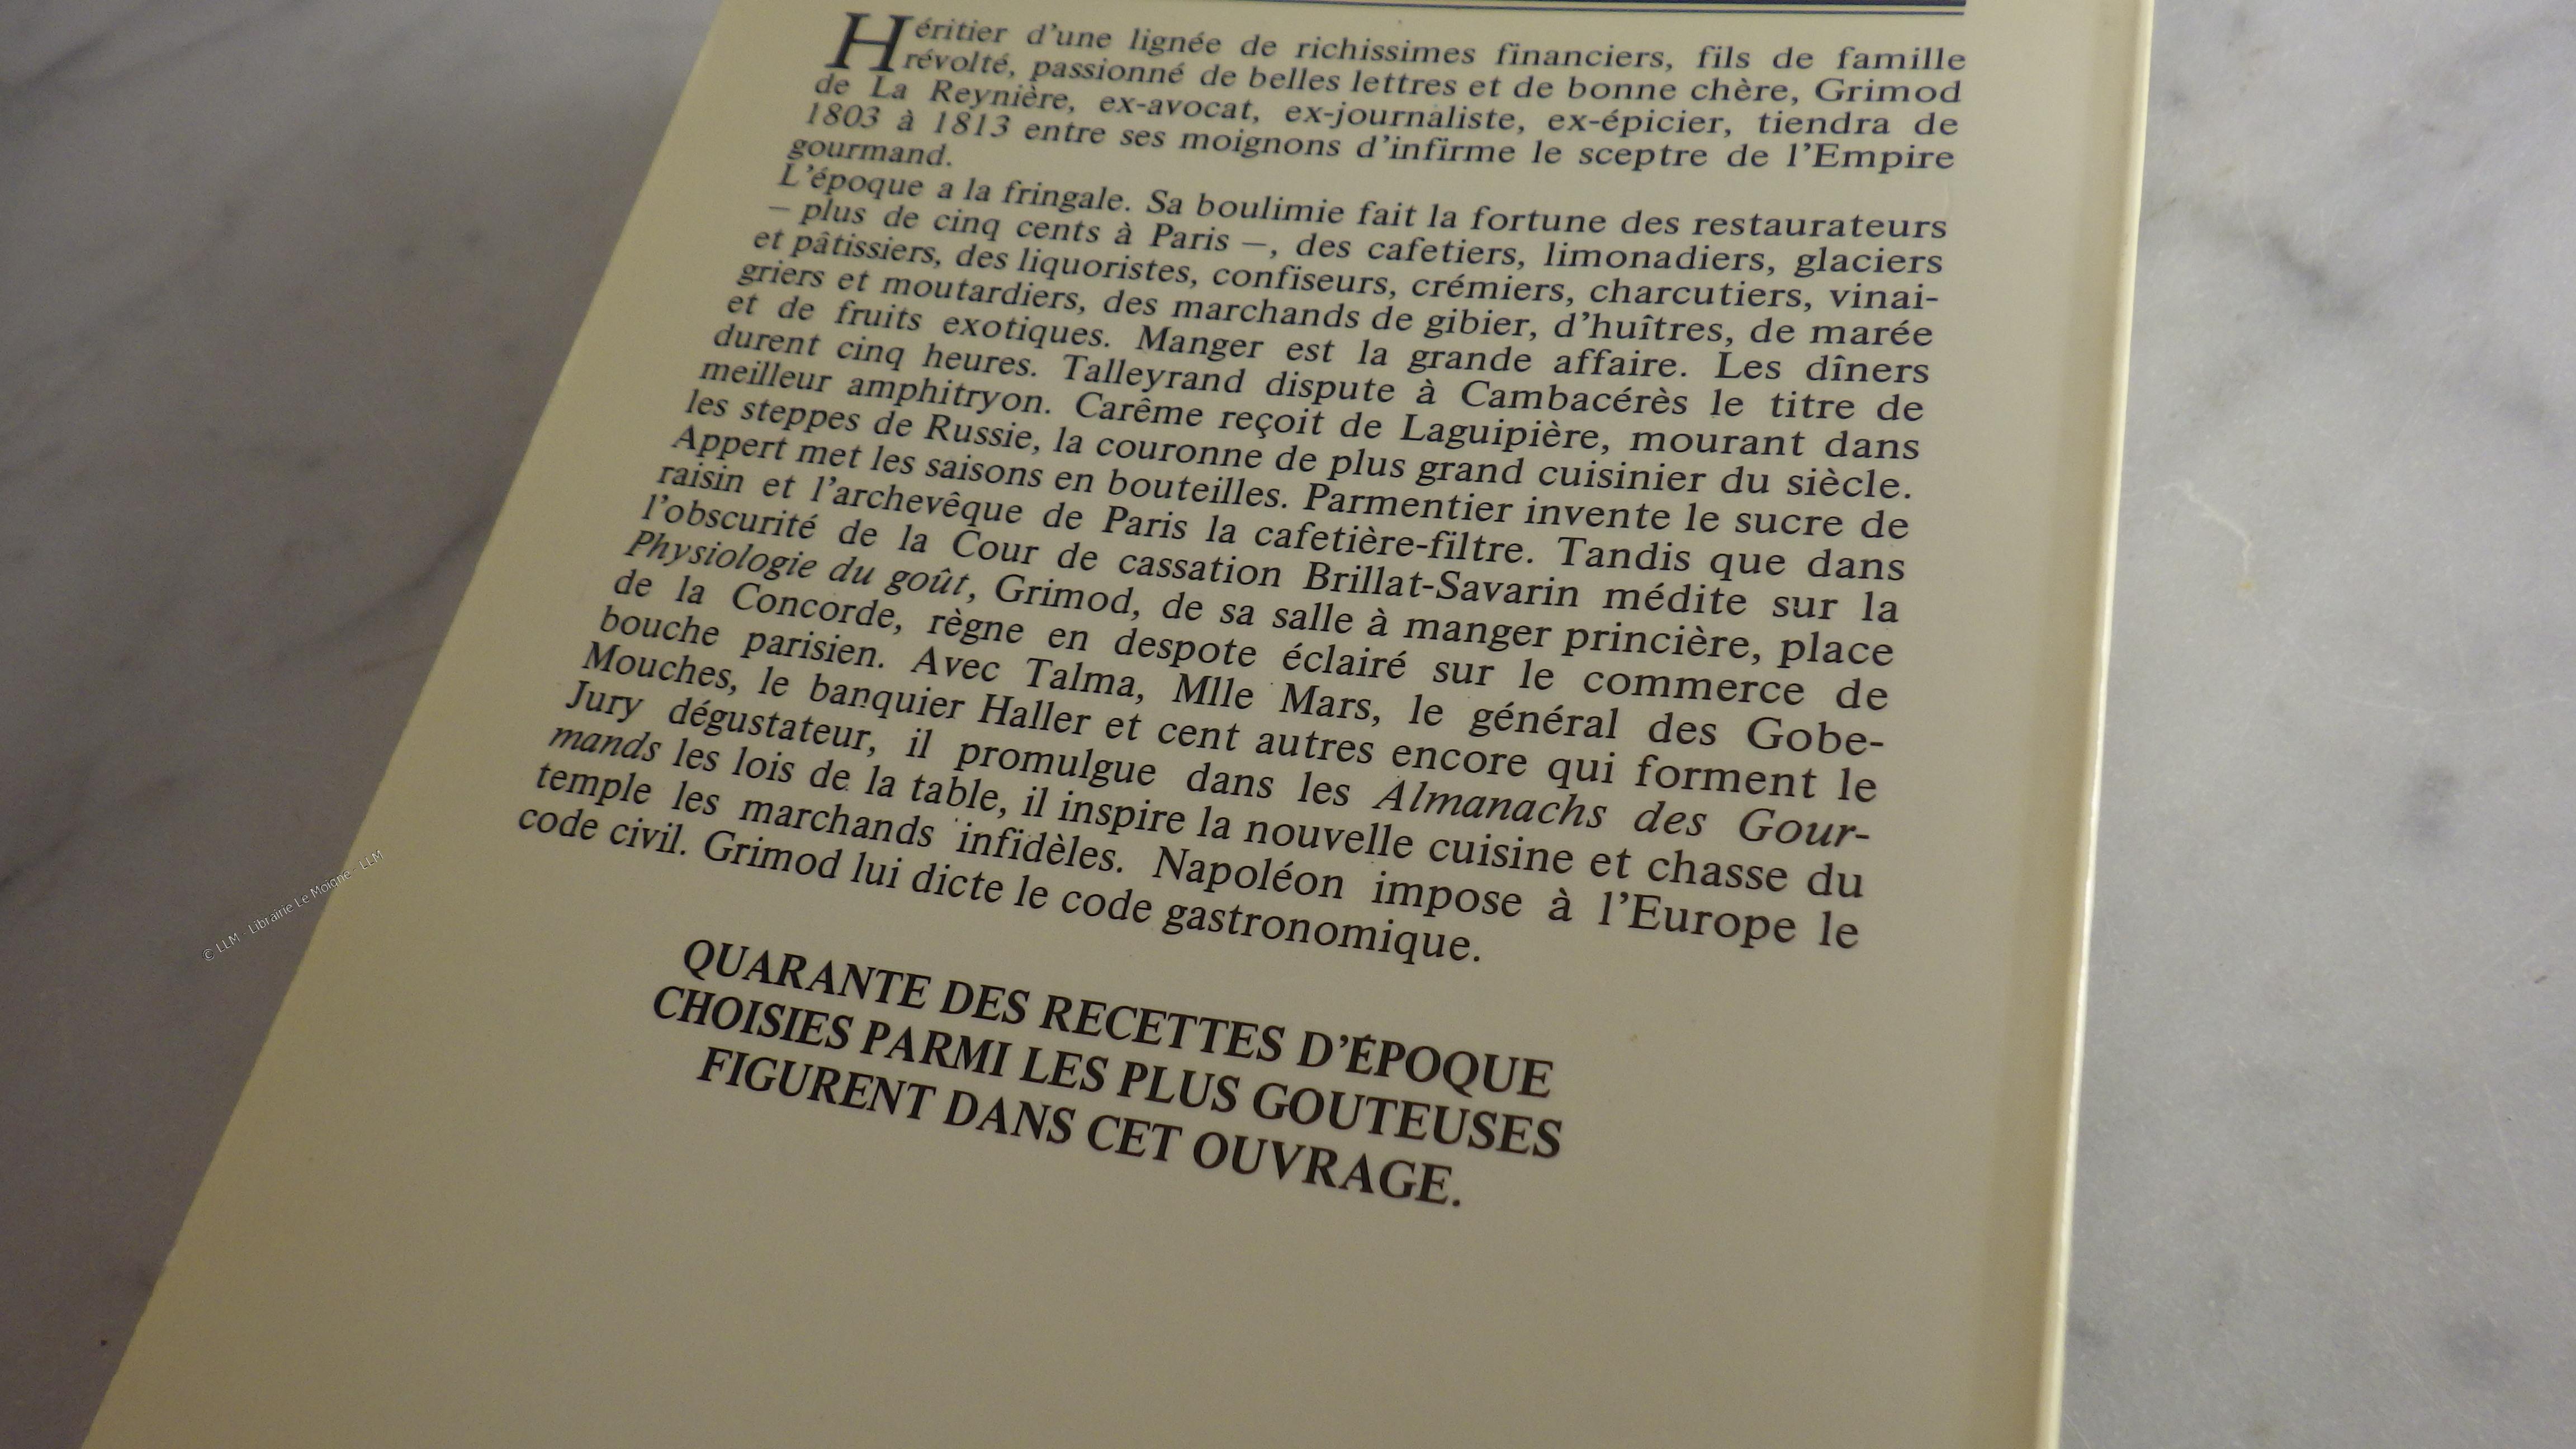 Héritier d'une lignée de richissimes financiers, fils de famille
révolté, passionné de belles lettres et de bonne chère, Grimod
de La Reynière, ex-avocat, ex-journaliste, ex-épicier, tiendra de
1803 à 1813 entre ses moignons d'infirme le sceptre de l'Empire
gourmand.
L'époque a la fringale. Sa boulimie fait la fortune des restaurateurs
– plus de cinq cents à Paris –, des cafetiers, limonadiers, glaciers
et pâtissiers, des liquoristes, confiseurs, crémiers, charcutiers, vinai-
griers et moutardiers, des marchands de gibier, d'huîtres, de marée
et de fruits exotiques. Manger est la grande affaire. Les dîners
durent cinq heures. Talleyrand dispute à Cambacérès le titre de
meilleur amphitryon. Carême reçoit de Laguipière, mourant dans
les steppes de Russie, la couronne de plus grand cuisinier du siècle.
Appert met les saisons en bouteilles. Parmentier invente le sucre de
raisin et l'archevêque de Paris la cafetière-filtre. Tandis que dans
l'obscurité de la Cour de cassation Brillat-Savarin médite sur la
Physiologie du goût, Grimod, de sa salle à manger princière, place
de la Concorde, règne en despote éclairé sur le commerce de
bouche parisien. Avec Talma, Mlle Mars, le général des Gobe-
Mouches, le banquier Haller et cent autres encore qui forment le
Jury dégustateur, il promulgue dans les Almanachs des Gour-
mands les lois de la table, il inspire la nouvelle cuisine et chasse du
temple les marchands infidèles. Napoléon impose à l'Europe le
code civil. Grimod lui dicte le code gastronomique.
QUARANTE DES RECETTES D'ÉPOQUE
CHOISIES PARMI LES PLUS GOUTEUSES
FIGURENT DANS CET OUVRAGE.
© LLM - Librairie Le Moigne - LLM